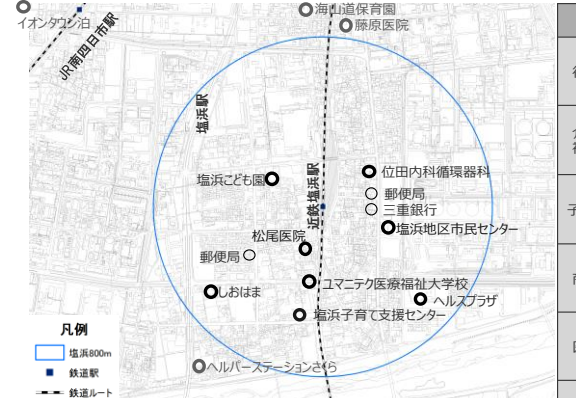 海山道保育園
イオンタウン泊
藤原医院
JR南四日市駅
塩浜駅
近鉄塩浜駅
位田内科循環器科
塩浜こども園
郵便局
三重銀行
塩浜地区市民センター
松尾医院
郵便局
ユマニテク医療福祉大学校
しおはま
ヘルスプラザ
塩浜子育て支援センター
凡例
塩浜800m
ヘルパーステーションさくら
鉄道駅
鉄道ルート